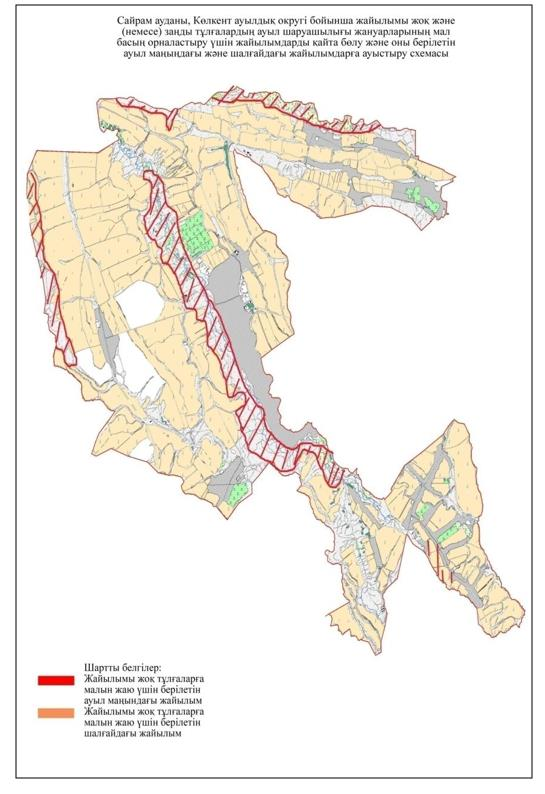 Сайрам ауданы, Көлкент ауылдық округі бойынша жайылымы жоқ және
(немесе) заңды тұлғалардың ауыл шаруашылығы жануарларының мал
басың орналастыру үшін жайылымдарды қайта бөлу және оны берілетін
ауыл маңыңдағы және шалғайдағы жайылымдарға ауыстыру схемасы
Шартты белгілер:
Жайылымы жоқ тұлғаларға
малын жаю үшін берілетін
ауыл маңындағы жайылым
Жайылымы жоқ тұлғаларға
малын жаю үшін берілетін
шалғайдағы жайылым